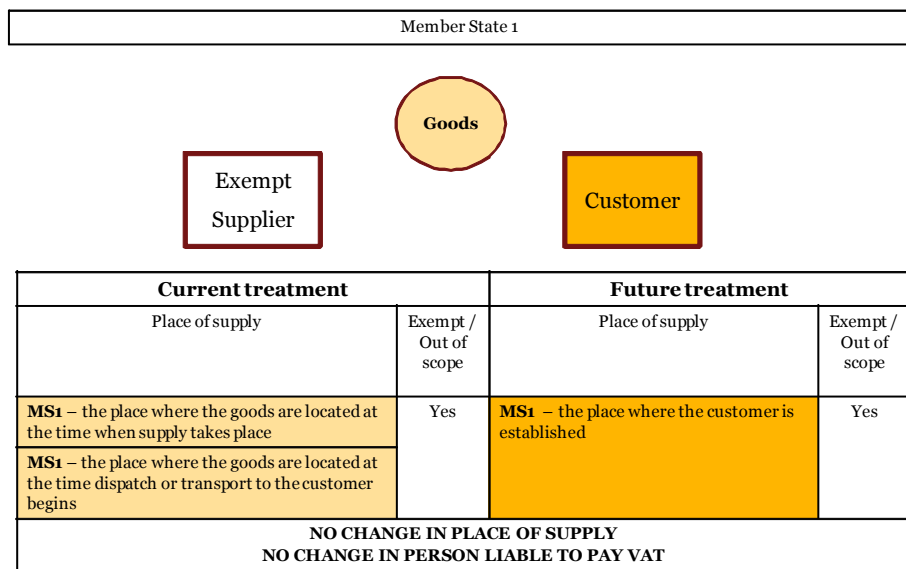 Member State 1
Goods
Exempt
Supplier
Customer
Current treatment
Future treatment
Place of supply
Exempt /
Out of
scope
Place of supply
Exempt /
Out of
scope
MS1 – the place where the goods are located at
the time when supply takes place
Yes
MS1 – the place where the customer is
established
Yes
MS1 – the place where the goods are located at
the time dispatch or transport to the customer
begins
NO CHANGE IN PLACE OF SUPPLY
NO CHANGE IN PERSON LIABLE TO PAY VAT